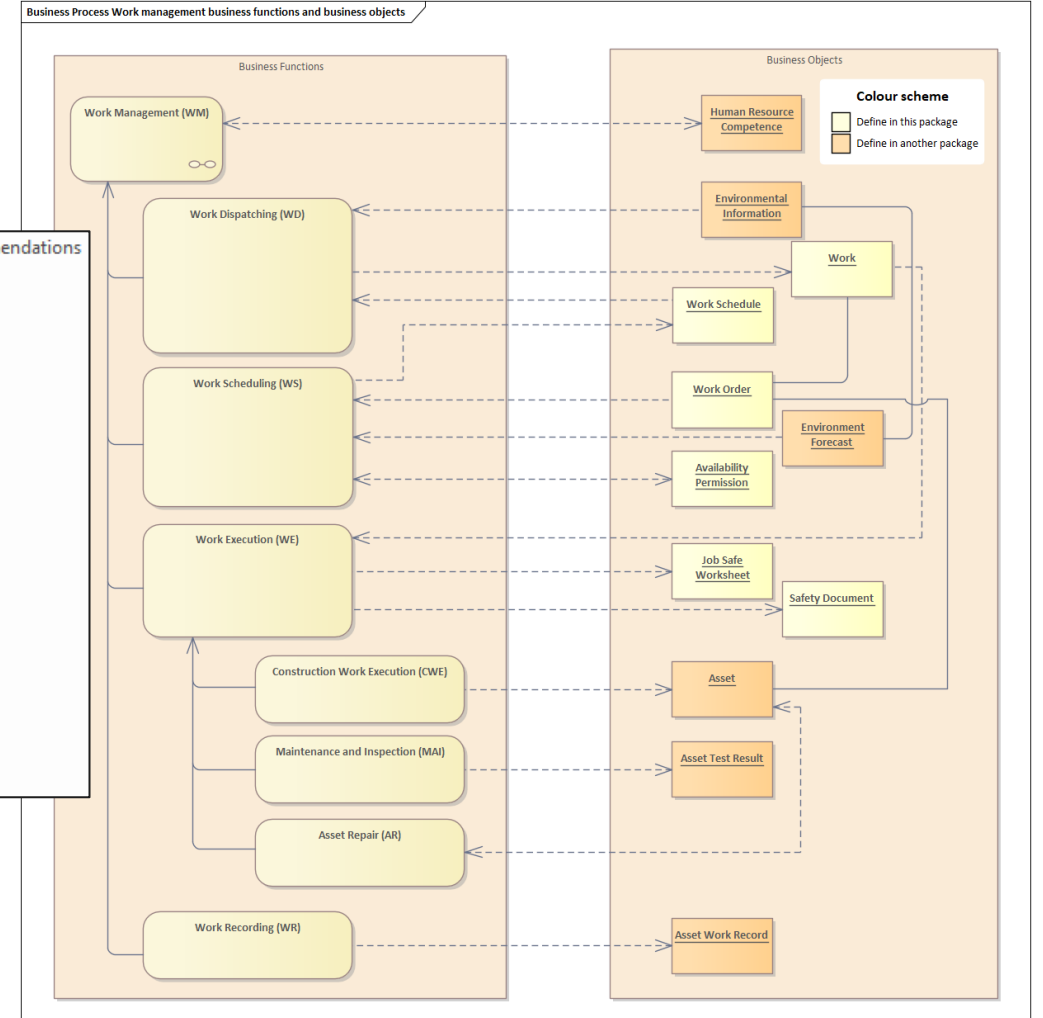 Business Process Work management business functions and business objects
Business Functions
Business Objects
Work Management (WM)
Human Resource
Competence
Colour scheme
Define in this package
Define in another package
Work Dispatching (WD)
Environmental
Information
endations
Work
Work Schedule
Work Scheduling (WS)
Work Order
Environment
Forecast
Availability
Permission
Work Execution (WE)
Job Safe
Worksheet
Safety Document
Construction Work Execution (CWE)
Asset
Maintenance and Inspection (MAI)
Asset Test Result
Asset Repair (AR)
Work Recording (WR)
Asset Work Record